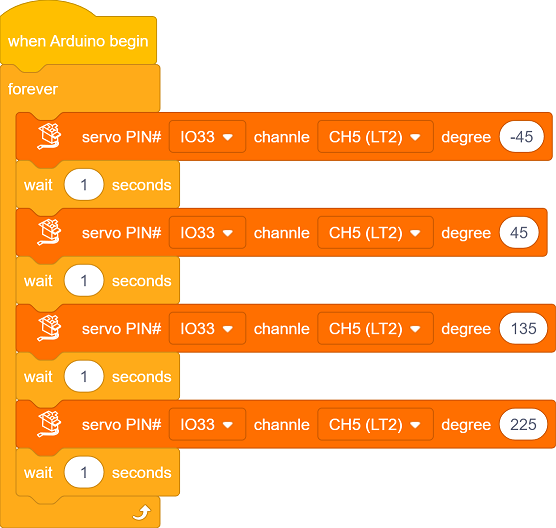 when Arduino begin
forever
servo PIN# IO33 channle CH5 (LT2) degree -45
wait 1 seconds
servo PIN# IO33 channle CH5 (LT2) degree 45
wait 1 seconds
servo PIN# IO33 channle CH5 (LT2) degree 135
wait 1 seconds
servo PIN# IO33 channle CH5 (LT2) degree 225
wait 1 seconds